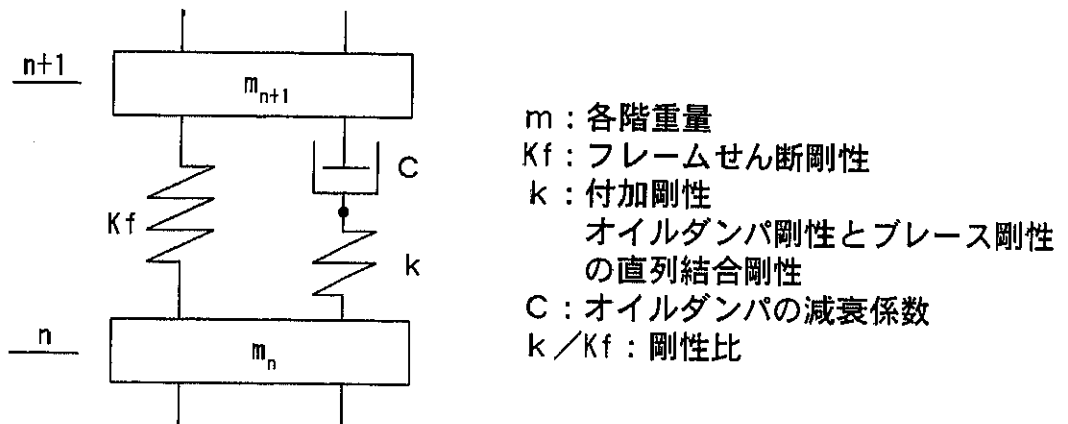 n+1
m_{n+1}
C
Kf
k
n
m_n
m:各階重量
Kf:フレームせん断剛性
k:付加剛性
オイルダンパ剛性とブレース剛性
の直列結合剛性
C:オイルダンパの減衰係数
k/Kf:剛性比